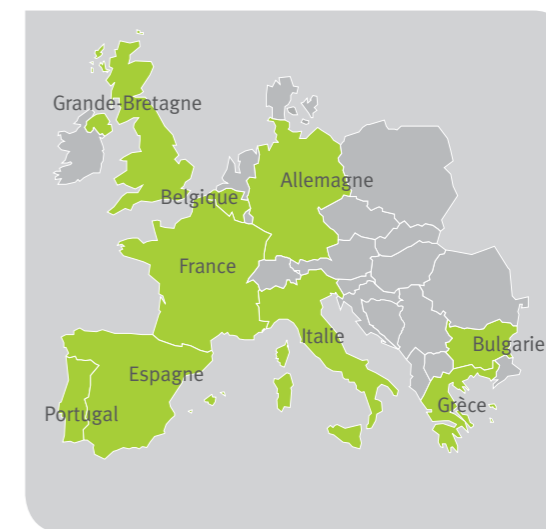 Grande-Bretagne
Allemagne
Belgique
France
Italie
Bulgarie
Espagne
Grèce
Portugal